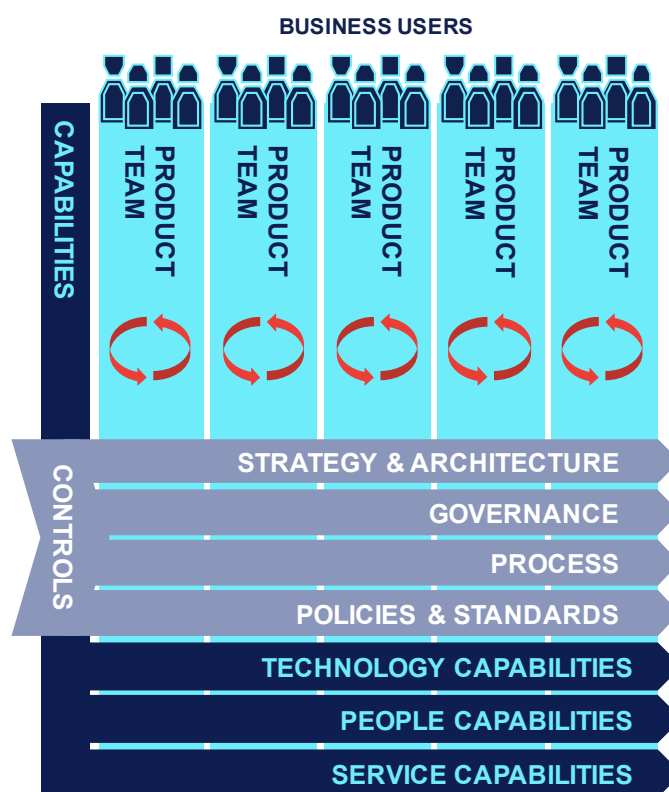 BUSINESS USERS
CAPABILITIES
PRODUCT
TEAM
PRODUCT
TEAM
PRODUCT
TEAM
PRODUCT
TEAM
PRODUCT
TEAM
CONTROLS
STRATEGY & ARCHITECTURE
GOVERNANCE
PROCESS
POLICIES & STANDARDS
TECHNOLOGY CAPABILITIES
PEOPLE CAPABILITIES
SERVICE CAPABILITIES